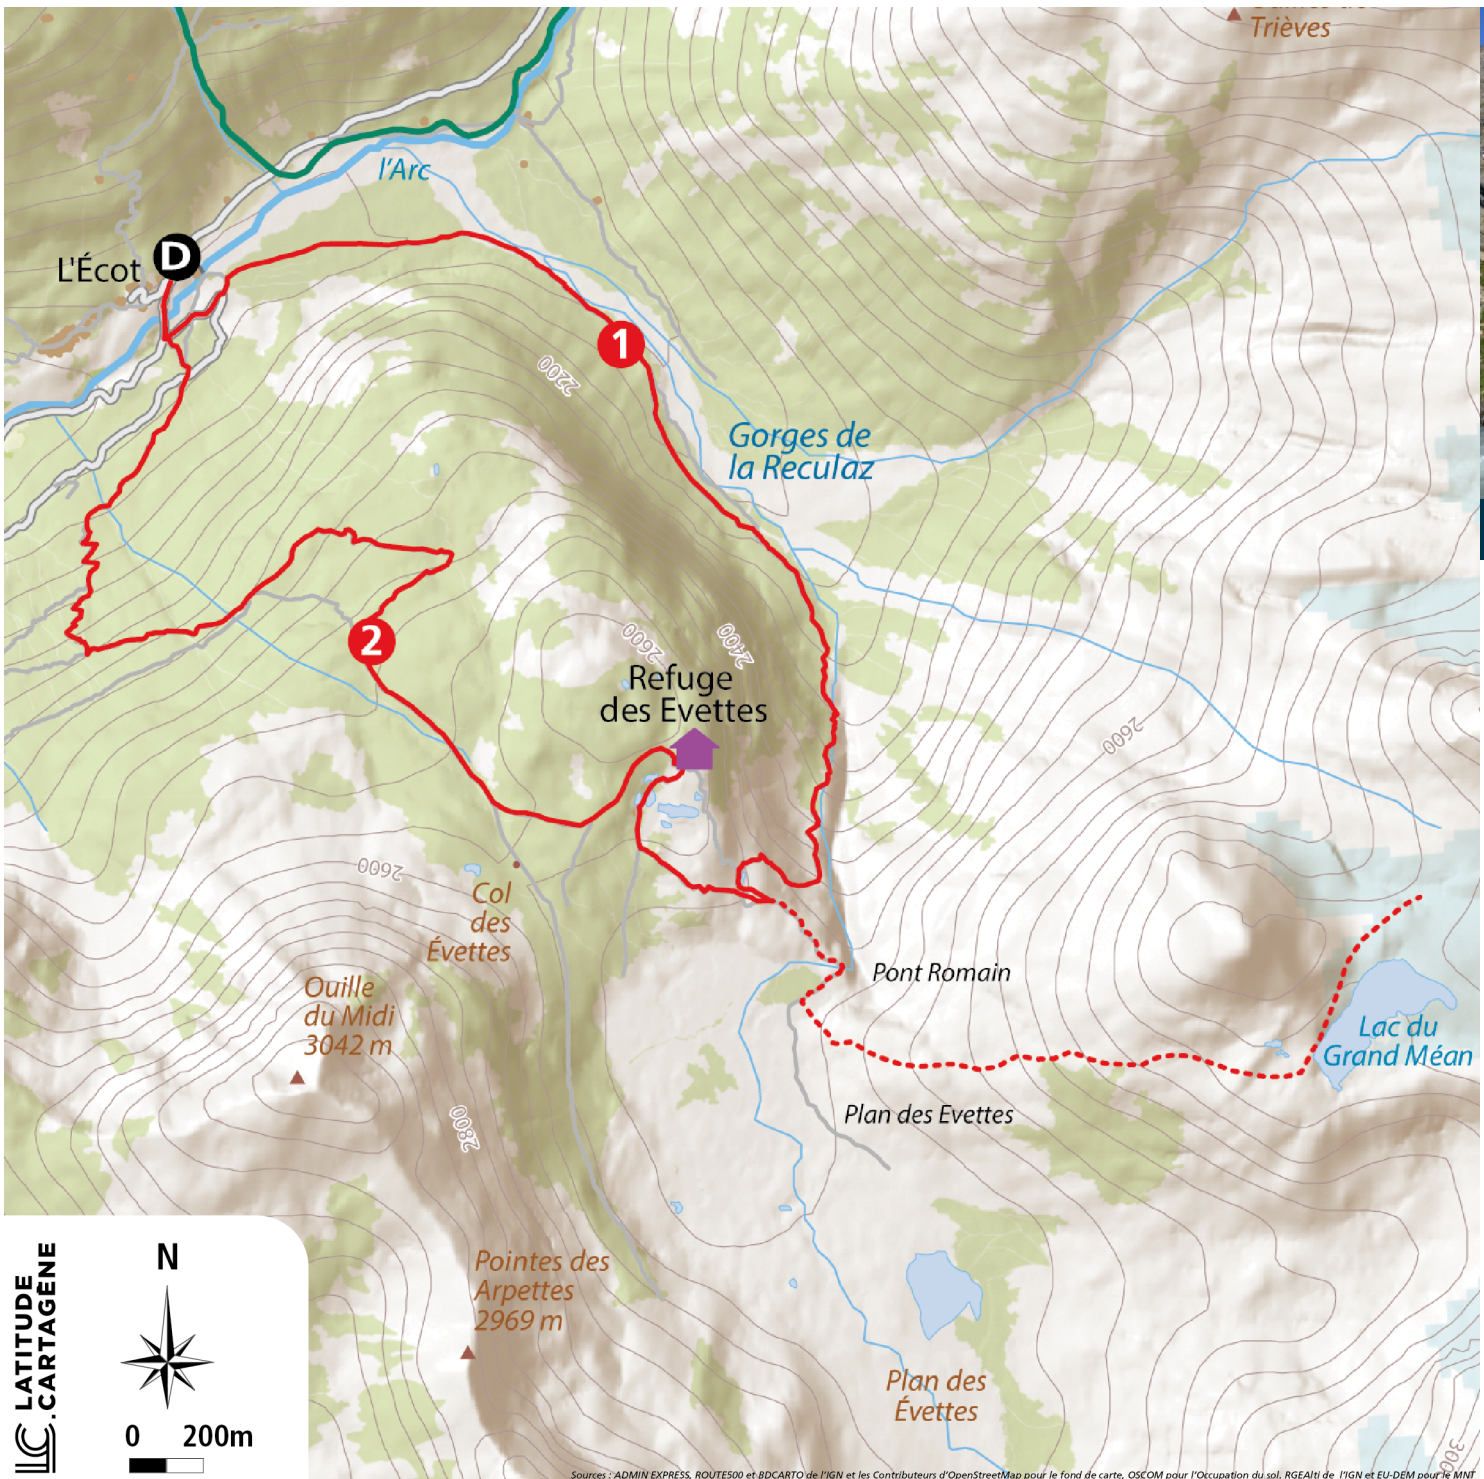 Trièves
l'Arc
D
L'Écot
1
2200
Gorges de
la Reculaz
2
2600
2400
Refuge
des Evettes
2600
2600
Col
des
Évettes
Pont Romain
Ouille
du Midi
3042 m
Lac du
Grand Méan
Plan des Evettes
2800
Pointes des
Arpettes
2969 m
Plan des
Évettes
N
0 200m
LATITUDE
.CARTAGÈNE
LC
Sources : ADMIN EXPRESS, ROUTE500 et BDCARTO de l'IGN et les Contributeurs d'OpenStreetMap pour le fond de carte, OSCOM pour l'Occupation du sol, RGEAlti de l'IGN et EU-DEM pour le